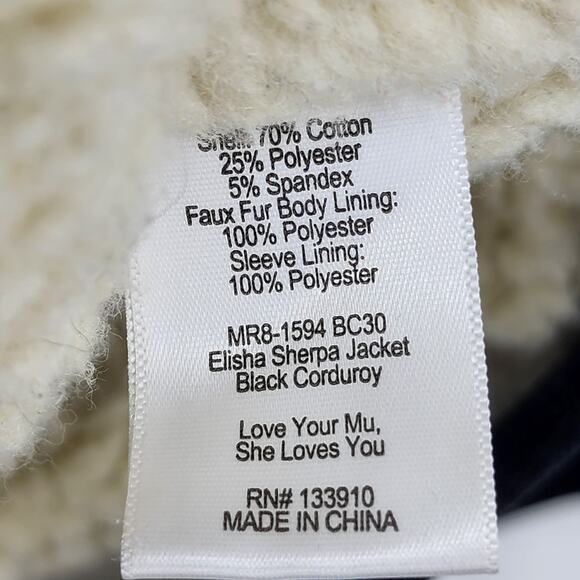 Shell: 70% Cotton
25% Polyester
5% Spandex
Faux Fur Body Lining:
100% Polyester
Sleeve Lining:
100% Polyester
MR8-1594 BC30
Elisha Sherpa Jacket
Black Corduroy
Love Your Mu,
She Loves You
RN# 133910
MADE IN CHINA